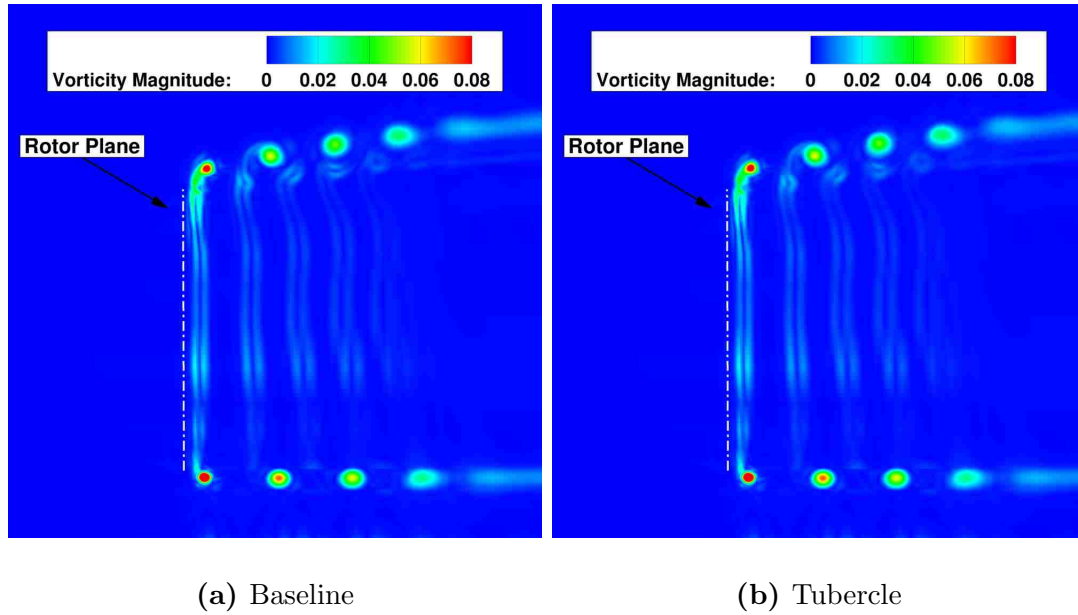 Vorticity Magnitude: 0 0.02 0.04 0.06 0.08
Rotor Plane
(a) Baseline
Vorticity Magnitude: 0 0.02 0.04 0.06 0.08
Rotor Plane
(b) Tubercle